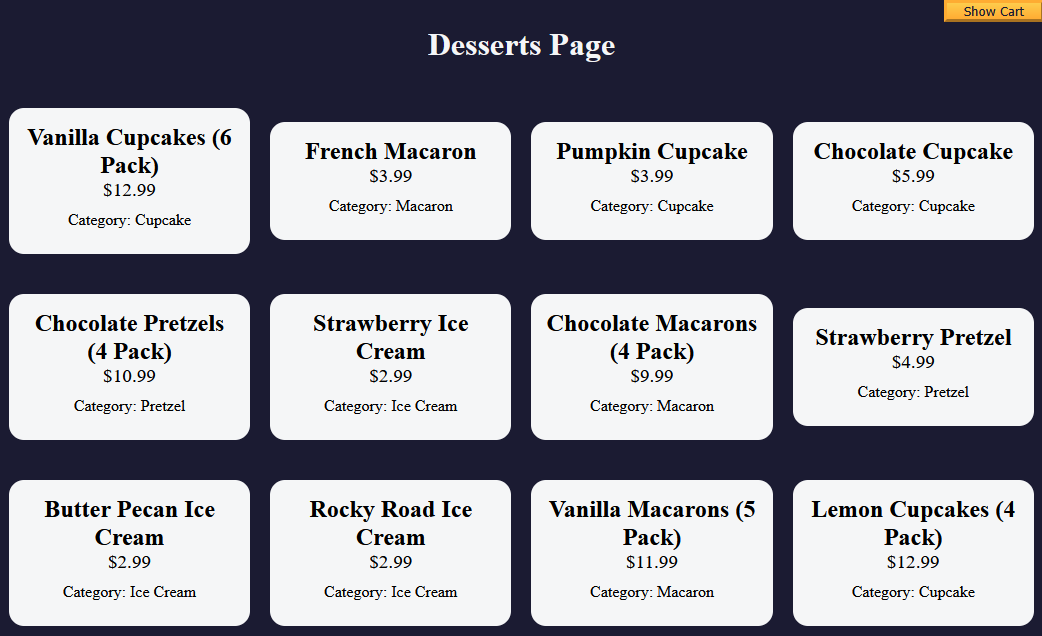 Show Cart
Desserts Page
Vanilla Cupcakes (6
Pack)
$12.99
Category: Cupcake
French Macaron
$3.99
Category: Macaron
Pumpkin Cupcake
$3.99
Category: Cupcake
Chocolate Cupcake
$5.99
Category: Cupcake
Chocolate Pretzels
(4 Pack)
$10.99
Category: Pretzel
Strawberry Ice
Cream
$2.99
Category: Ice Cream
Chocolate Macarons
(4 Pack)
$9.99
Category: Macaron
Strawberry Pretzel
$4.99
Category: Pretzel
Butter Pecan Ice
Cream
$2.99
Category: Ice Cream
Rocky Road Ice
Cream
$2.99
Category: Ice Cream
Vanilla Macarons (5
Pack)
$11.99
Category: Macaron
Lemon Cupcakes (4
Pack)
$12.99
Category: Cupcake